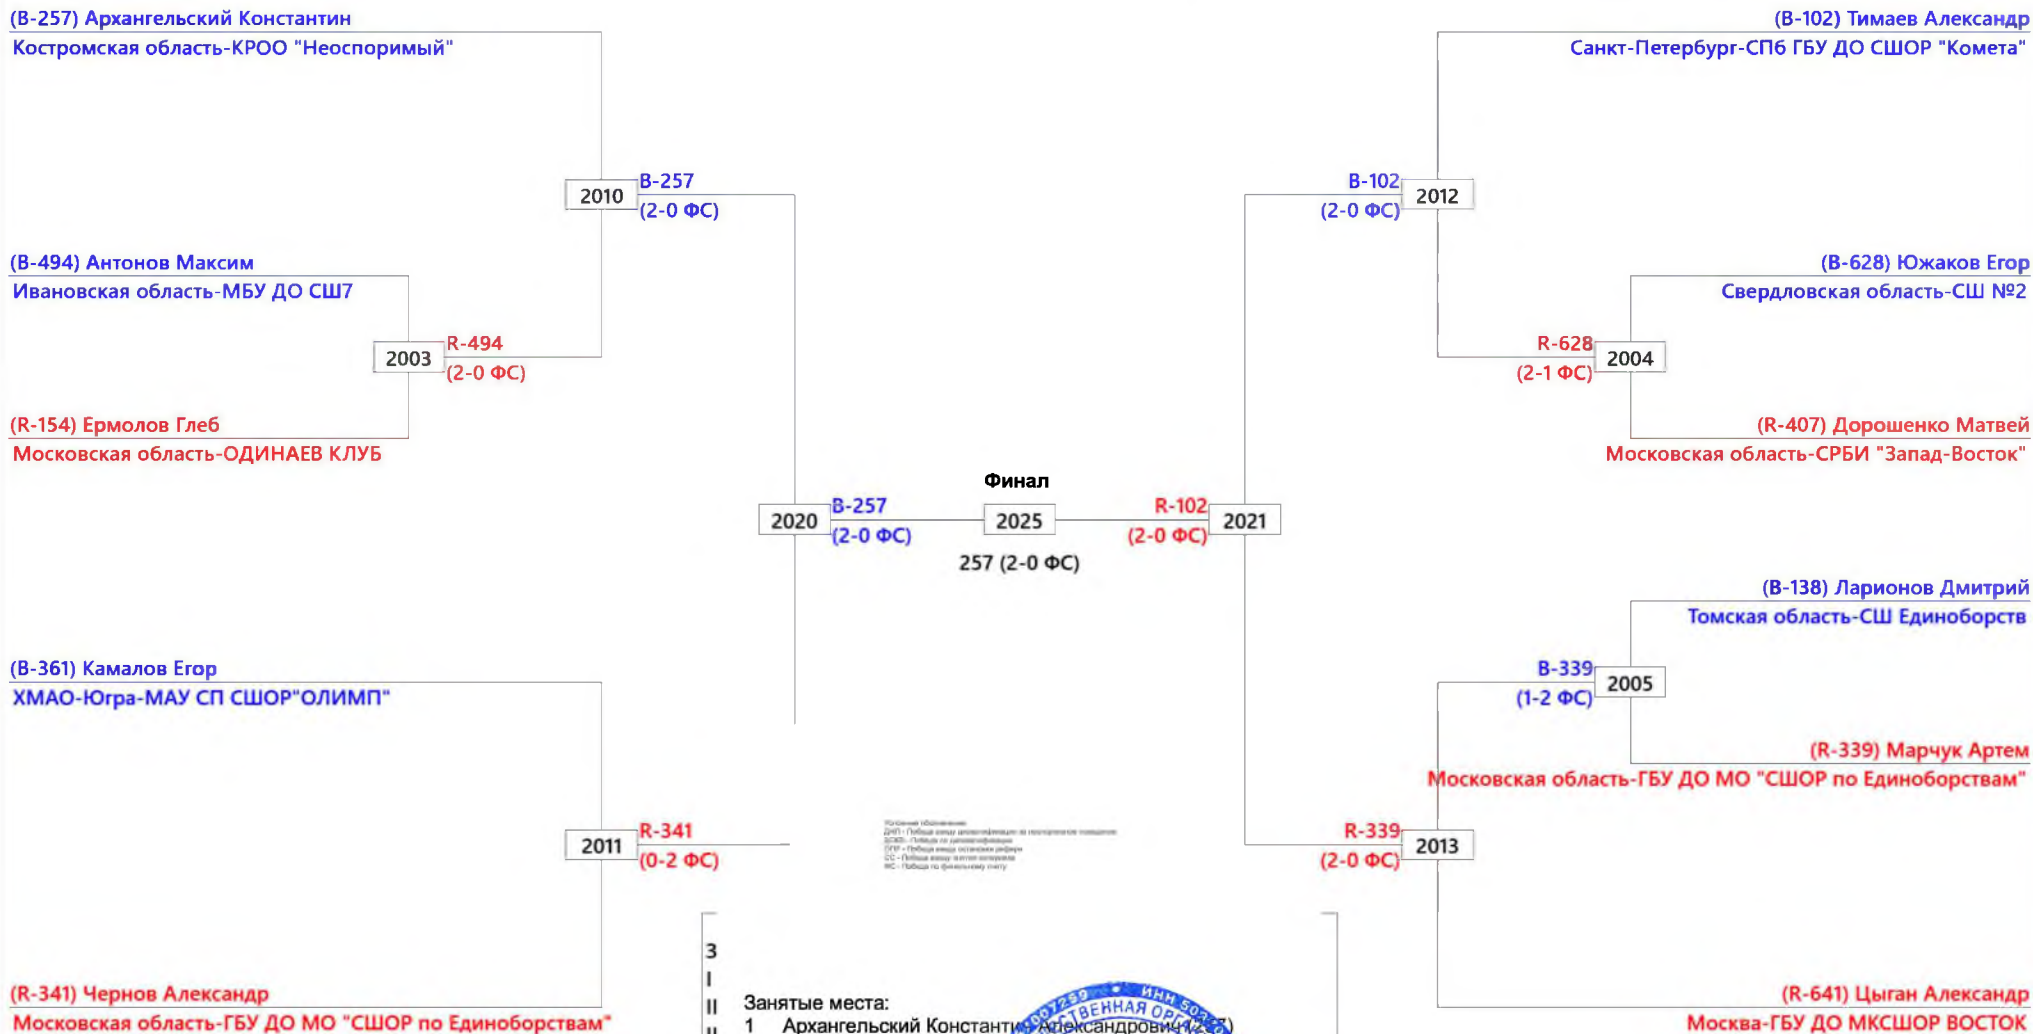 (B-257) Архангельский Константин
Костромская область-КРОО "Неоспоримый"
2010
B-257
(2-0 ФС)
(B-494) Антонов Максим
Ивановская область-МБУ ДО СШ7
2003
R-494
(2-0 ФС)
(R-154) Ермолов Глеб
Московская область-ОДИНАЕВ КЛУБ
2020
B-257
(2-0 ФС)
(B-361) Камалов Егор
ХМАО-Югра-МАУ СП СШОР"ОЛИМП"
2011
R-341
(0-2 ФС)
(R-341) Чернов Александр
Московская область-ГБУ ДО МО "СШОР по Единоборствам"
Финал
2025
257 (2-0 ФС)
(B-102) Тимаев Александр
Санкт-Петербург-СПб ГБУ ДО СШОР "Комета"
B-102
(2-0 ФС)
2012
(B-628) Южаков Егор
Свердловская область-СШ №2
R-628
(2-1 ФС)
2004
(R-407) Дорошенко Матвей
Московская область-СРБИ "Запад-Восток"
R-102
(2-0 ФС)
2021
(B-138) Ларионов Дмитрий
Томская область-СШ Единоборств
B-339
(1-2 ФС)
2005
(R-339) Марчук Артем
Московская область-ГБУ ДО МО "СШОР по Единоборствам"
R-339
(2-0 ФС)
2013
(R-641) Цыган Александр
Москва-ГБУ ДО МКСШОР ВОСТОК
З
I
II
Занятые места:
1 Архангельский Константин Александрович